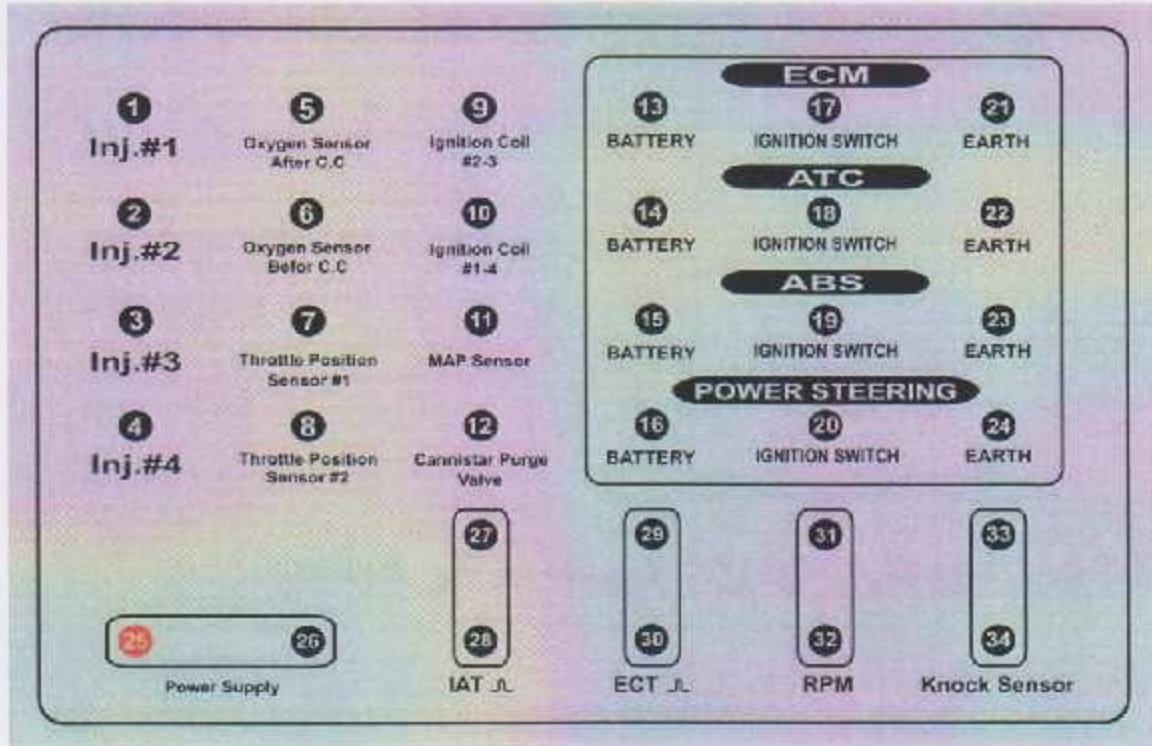 ECM
1 5 9 13 17 21
Inj.#1 Oxygen Sensor After C.C Ignition Coil #2-3 BATTERY IGNITION SWITCH EARTH
ATC
2 6 10 14 18 22
Inj.#2 Oxygen Sensor Befor C.C Ignition Coil #1-4 BATTERY IGNITION SWITCH EARTH
ABS
3 7 11 15 19 23
Inj.#3 Throttle Position Sensor #1 MAP Sensor BATTERY IGNITION SWITCH EARTH
POWER STEERING
4 8 12 16 20 24
Inj.#4 Throttle Position Sensor #2 Cannistar Purge Valve BATTERY IGNITION SWITCH EARTH
27 29 31 33
25 26 28 30 32 34
Power Supply IAT ECT RPM Knock Sensor